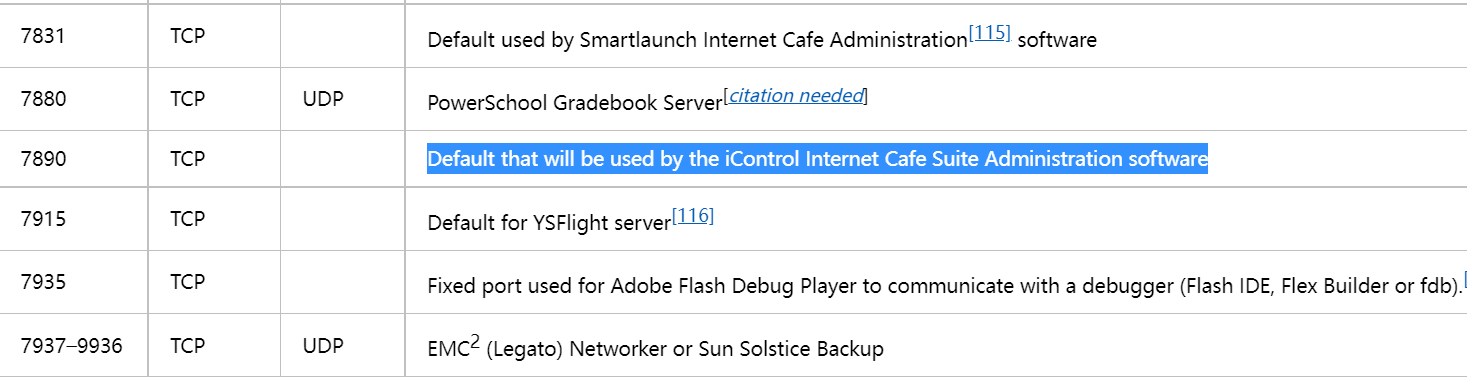 7831 TCP Default used by Smartlaunch Internet Cafe Administration[115] software
7880 TCP UDP PowerSchool Gradebook Server[citation needed]
7890 TCP Default that will be used by the iControl Internet Cafe Suite Administration software
7915 TCP Default for YSFlight server[116]
7935 TCP Fixed port used for Adobe Flash Debug Player to communicate with a debugger (Flash IDE, Flex Builder or fdb).[
7937–9936 TCP UDP EMC2 (Legato) Networker or Sun Solstice Backup